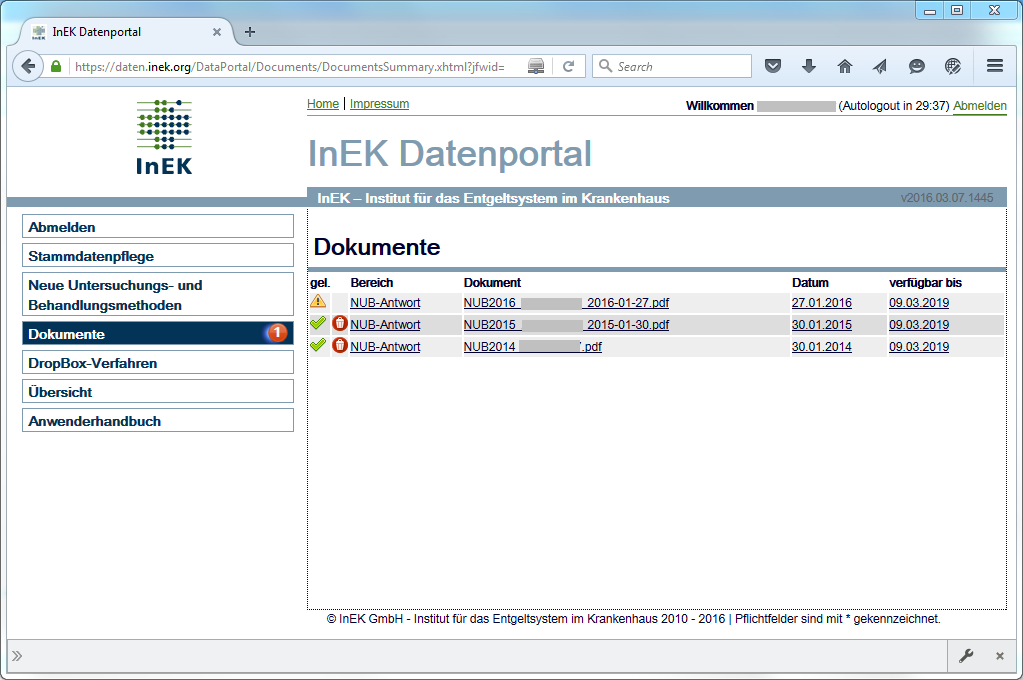 InEK Datenportal
https://daten.inek.org/DataPortal/Documents/DocumentsSummary.xhtml?jfwid=
Search
InEK
Home | Impressum
Willkommen (Autologout in 29:37) Abmelden
InEK Datenportal
InEK – Institut für das Entgeltsystem im Krankenhaus v2016.03.07.1445
Abmelden
Stammdatenpflege
Neue Untersuchungs- und
Behandlungsmethoden
Dokumente 1
DropBox-Verfahren
Übersicht
Anwenderhandbuch
Dokumente
gel. Bereich Dokument Datum verfügbar bis
NUB-Antwort NUB2016_ _2016-01-27.pdf 27.01.2016 09.03.2019
NUB-Antwort NUB2015_ _2015-01-30.pdf 30.01.2015 09.03.2019
NUB-Antwort NUB2014 .pdf 30.01.2014 09.03.2019
© InEK GmbH - Institut für das Entgeltsystem im Krankenhaus 2010 - 2016 | Pflichtfelder sind mit * gekennzeichnet.